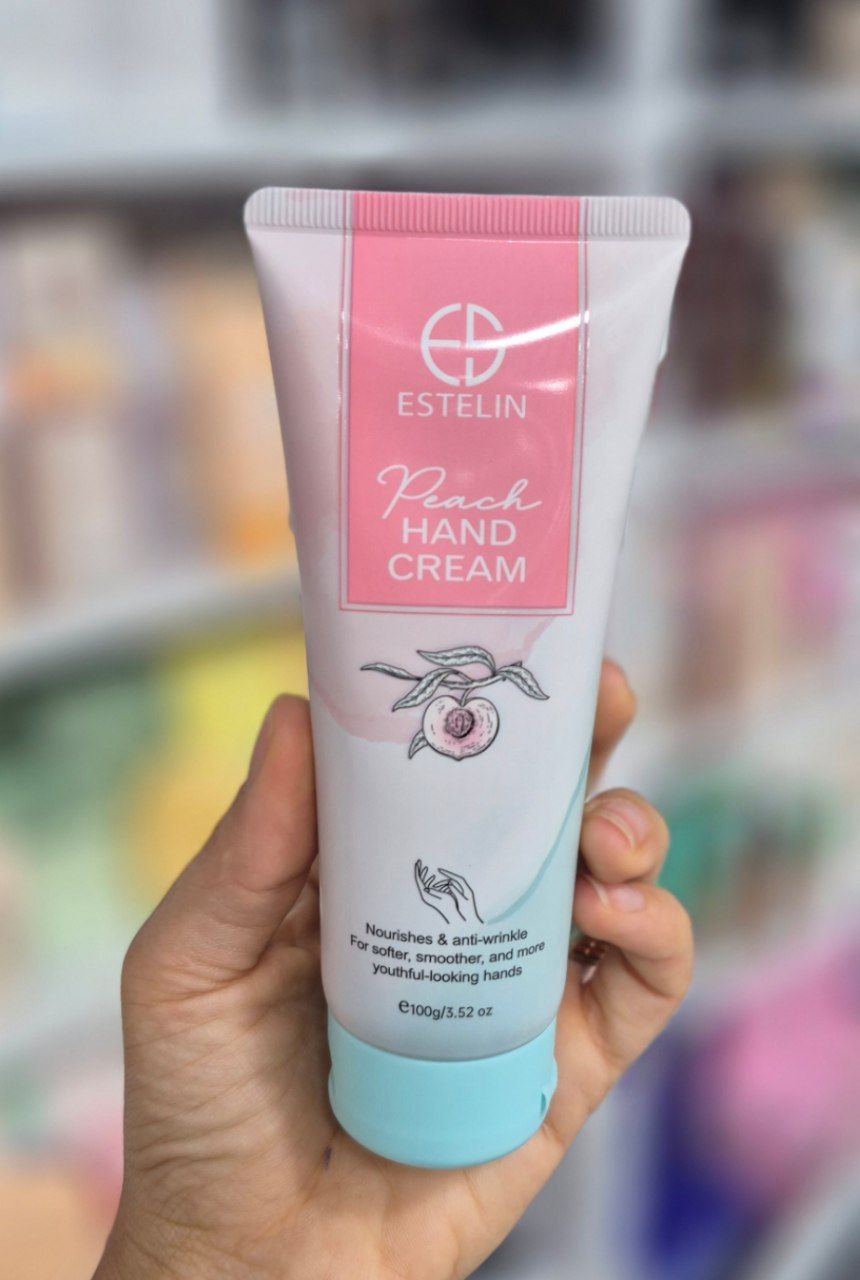 ES
ESTELIN
Peach
HAND
CREAM
Nourishes & anti-wrinkle
For softer, smoother, and more
youthful-looking hands
e100g/3.52 oz